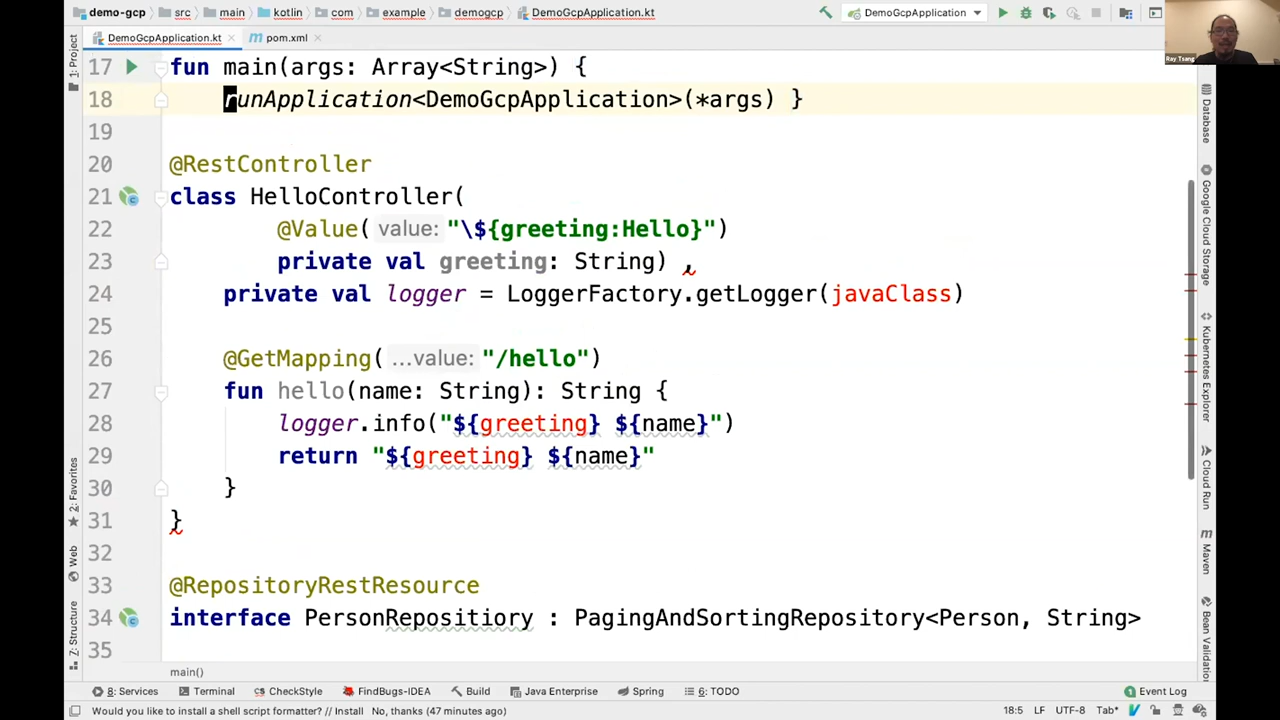 demo-gcp
src
main
kotlin
com
example
demogcp
DemoGcpApplication.kt
DemoGcpApplication
DemoGcpApplication.kt
pom.xml
Ray Tsang
1: Project
17 fun main(args: Array<String>) {
18 runApplication<DemoGcpApplication>(*args) }
19
20 @RestController
21 class HelloController(
22 @Value( value: "\${greeting:Hello}")
23 private val greeting: String) ,
24 private val logger = LoggerFactory.getLogger(javaClass)
25
26 @GetMapping( ...value: "/hello")
27 fun hello(name: String): String {
28 logger.info("${greeting} ${name}")
29 return "${greeting} ${name}"
30 }
31 }
32
33 @RepositoryRestResource
34 interface PersonRepositiory : PagingAndSortingRepository<Person, String>
35
2: Favorites
Web
7: Structure
Database
Google Cloud Storage
Kubernetes Explorer
Cloud Run
Maven
Bean Validation
main()
8: Services
Terminal
CheckStyle
FindBugs-IDEA
Build
Java Enterprise
Spring
6: TODO
Event Log
Would you like to install a shell script formatter? // Install No, thanks (47 minutes ago)
18:5 LF UTF-8 Tab*